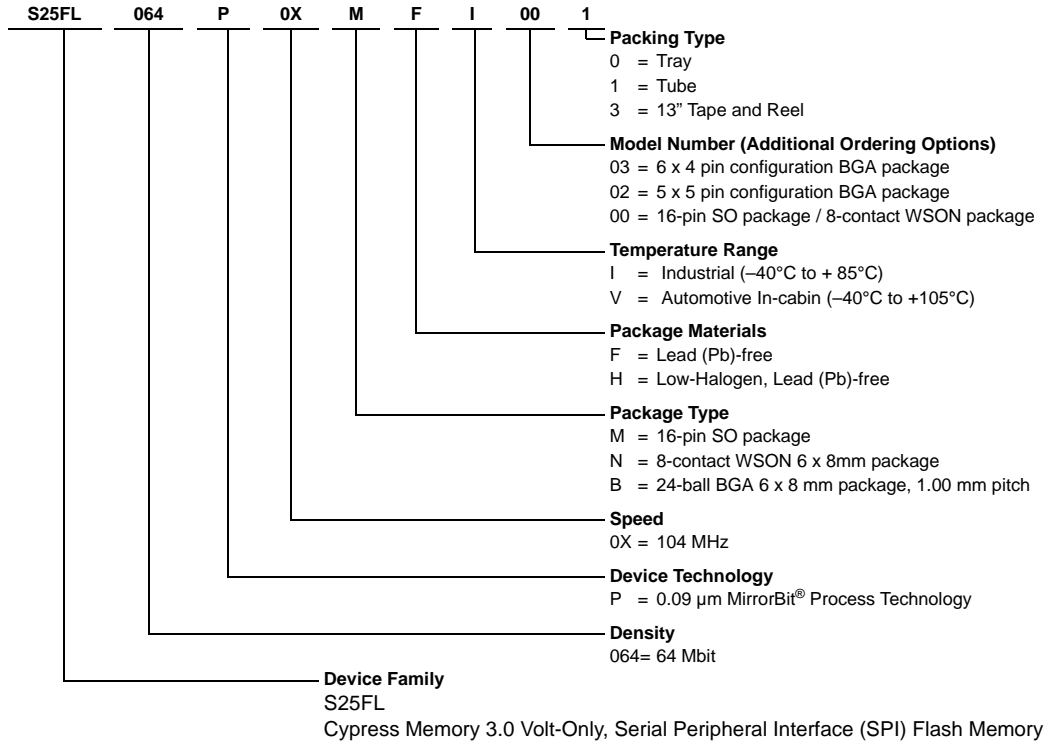 S25FL 064 P 0X M F I 00 1
Packing Type
0 = Tray
1 = Tube
3 = 13” Tape and Reel
Model Number (Additional Ordering Options)
03 = 6 x 4 pin configuration BGA package
02 = 5 x 5 pin configuration BGA package
00 = 16-pin SO package / 8-contact WSON package
Temperature Range
I = Industrial (–40°C to + 85°C)
V = Automotive In-cabin (–40°C to +105°C)
Package Materials
F = Lead (Pb)-free
H = Low-Halogen, Lead (Pb)-free
Package Type
M = 16-pin SO package
N = 8-contact WSON 6 x 8mm package
B = 24-ball BGA 6 x 8 mm package, 1.00 mm pitch
Speed
0X = 104 MHz
Device Technology
P = 0.09 µm MirrorBit® Process Technology
Density
064= 64 Mbit
Device Family
S25FL
Cypress Memory 3.0 Volt-Only, Serial Peripheral Interface (SPI) Flash Memory